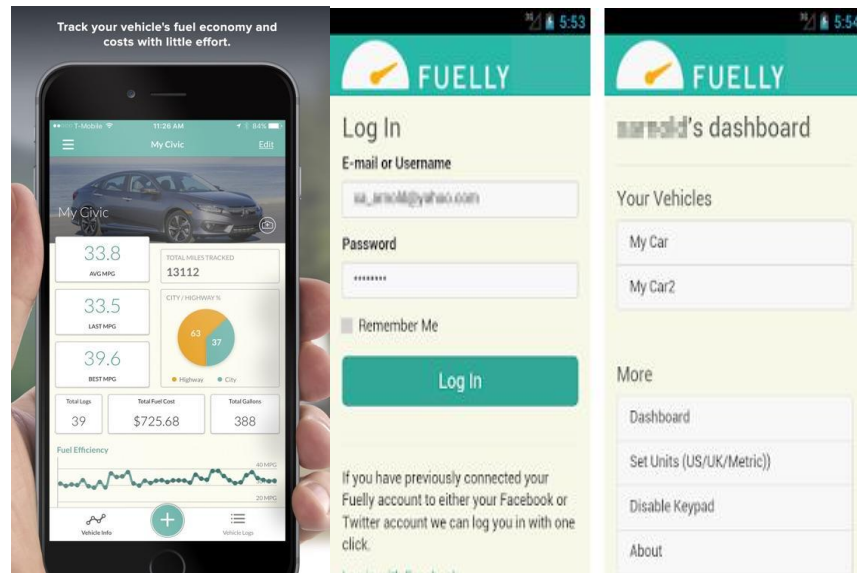 Track your vehicle's fuel economy and
costs with little effort.
T-Mobile 11:26 AM 84%
My Civic Edit
My Civic
33.8
AVG MPG
TOTAL MILES TRACKED
13112
33.5
LAST MPG
CITY / HIGHWAY %
63
37
Highway City
39.6
BEST MPG
Total Logs
39
Total Fuel Cost
$725.68
Total Gallons
388
Fuel Efficiency
40 MPG
20 MPG
Vehicle Info
+
Vehicle Logs
3G 5:53
FUELLY
Log In
E-mail or Username
Password
********
Remember Me
Log In
If you have previously connected your
Fuelly account to either your Facebook or
Twitter account we can log you in with one
click.
3G 5:54
FUELLY
's dashboard
Your Vehicles
My Car
My Car2
More
Dashboard
Set Units (US/UK/Metric))
Disable Keypad
About